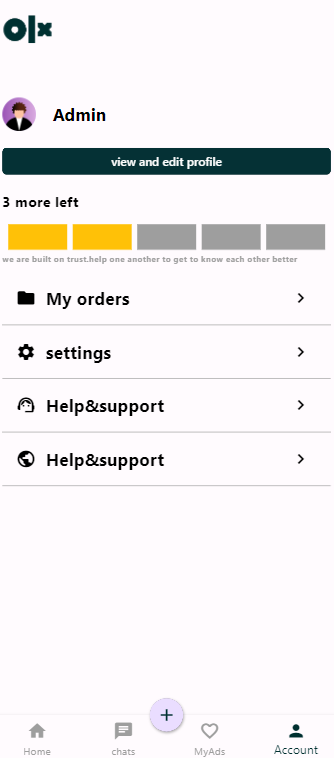 olx
Admin
view and edit profile
3 more left
we are built on trust.help one another to get to know each other better
My orders
settings
Help&support
Help&support
Home
chats
MyAds
Account